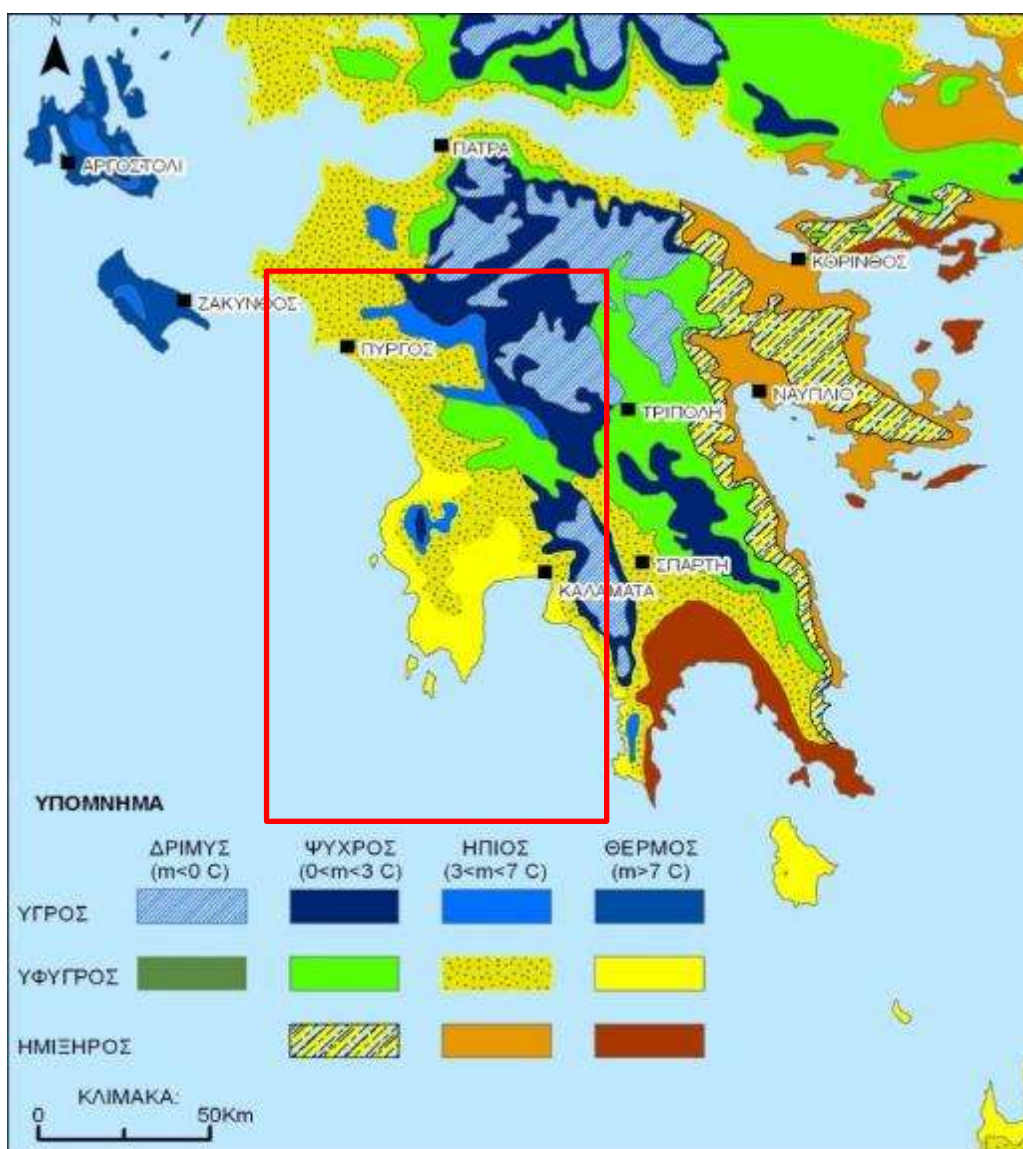 N
ΠΑΤΡΑ
ΑΡΓΟΣΤΟΛΙ
ΚΟΡΙΝΘΟΣ
ΖΑΚΥΝΘΟΣ
ΠΥΡΓΟΣ
ΝΑΥΠΛΙΟ
ΤΡΙΠΟΛΗ
ΣΠΑΡΤΗ
ΚΑΛΑΜΑΤΑ
ΥΠΟΜΝΗΜΑ
ΔΡΙΜΥΣ ΨΥΧΡΟΣ ΗΠΙΟΣ ΘΕΡΜΟΣ
(m<0 C) (0<m<3 C) (3<m<7 C) (m>7 C)
ΥΓΡΟΣ
ΥΦΥΓΡΟΣ
ΗΜΙΞΗΡΟΣ
ΚΛΙΜΑΚΑ:
0 50Km